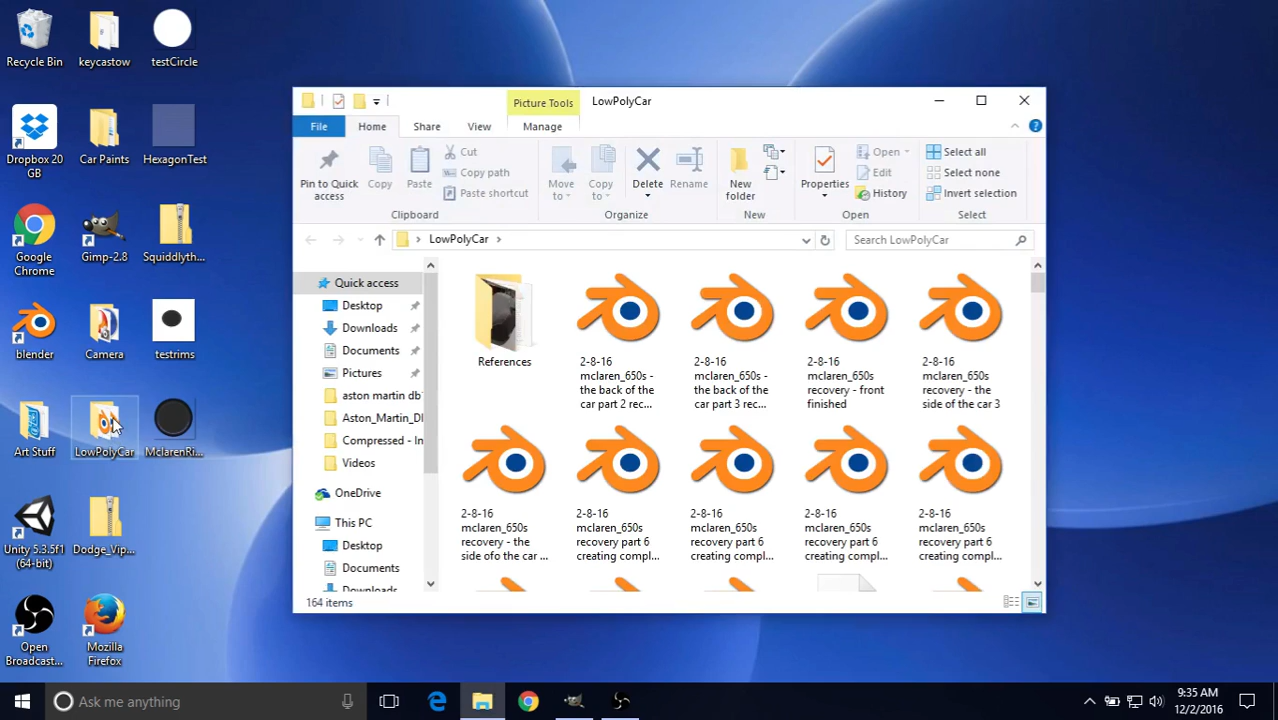 Recycle Bin
keycastow
testCircle
Dropbox 20
GB
Car Paints
HexagonTest
Google
Chrome
Gimp-2.8
Squiddlyth...
blender
Camera
testrims
Art Stuff
LowPolyCar
MclarenRi...
Unity 5.3.5f1
(64-bit)
Dodge_Vip...
Open
Broadcast...
Mozilla
Firefox
Picture Tools
LowPolyCar
File
Home
Share
View
Manage
Pin to Quick
access
Copy
Paste
Cut
Copy path
Paste shortcut
Clipboard
Move
to
Copy
to
Delete
Rename
Organize
New
folder
New
Properties
Open
Edit
History
Open
Select all
Select none
Invert selection
Select
LowPolyCar
Search LowPolyCar
Quick access
Desktop
Downloads
Documents
Pictures
aston martin db
Aston_Martin_DI
Compressed - In
Videos
OneDrive
This PC
Desktop
Documents
Downloads
References
2-8-16
mclaren_650s -
the back of the
car part 2 rec...
2-8-16
mclaren_650s -
the back of the
car part 3 rec...
2-8-16
mclaren_650s
recovery - front
finished
2-8-16
mclaren_650s
recovery - the
side of the car 3
2-8-16
mclaren_650s
recovery - the
side ofo the car ...
2-8-16
mclaren_650s
recovery part 6
creating compl...
2-8-16
mclaren_650s
recovery part 6
creating compl...
2-8-16
mclaren_650s
recovery part 6
creating compl...
2-8-16
mclaren_650s
recovery part 6
creating compl...
164 items
Ask me anything
9:35 AM
12/2/2016